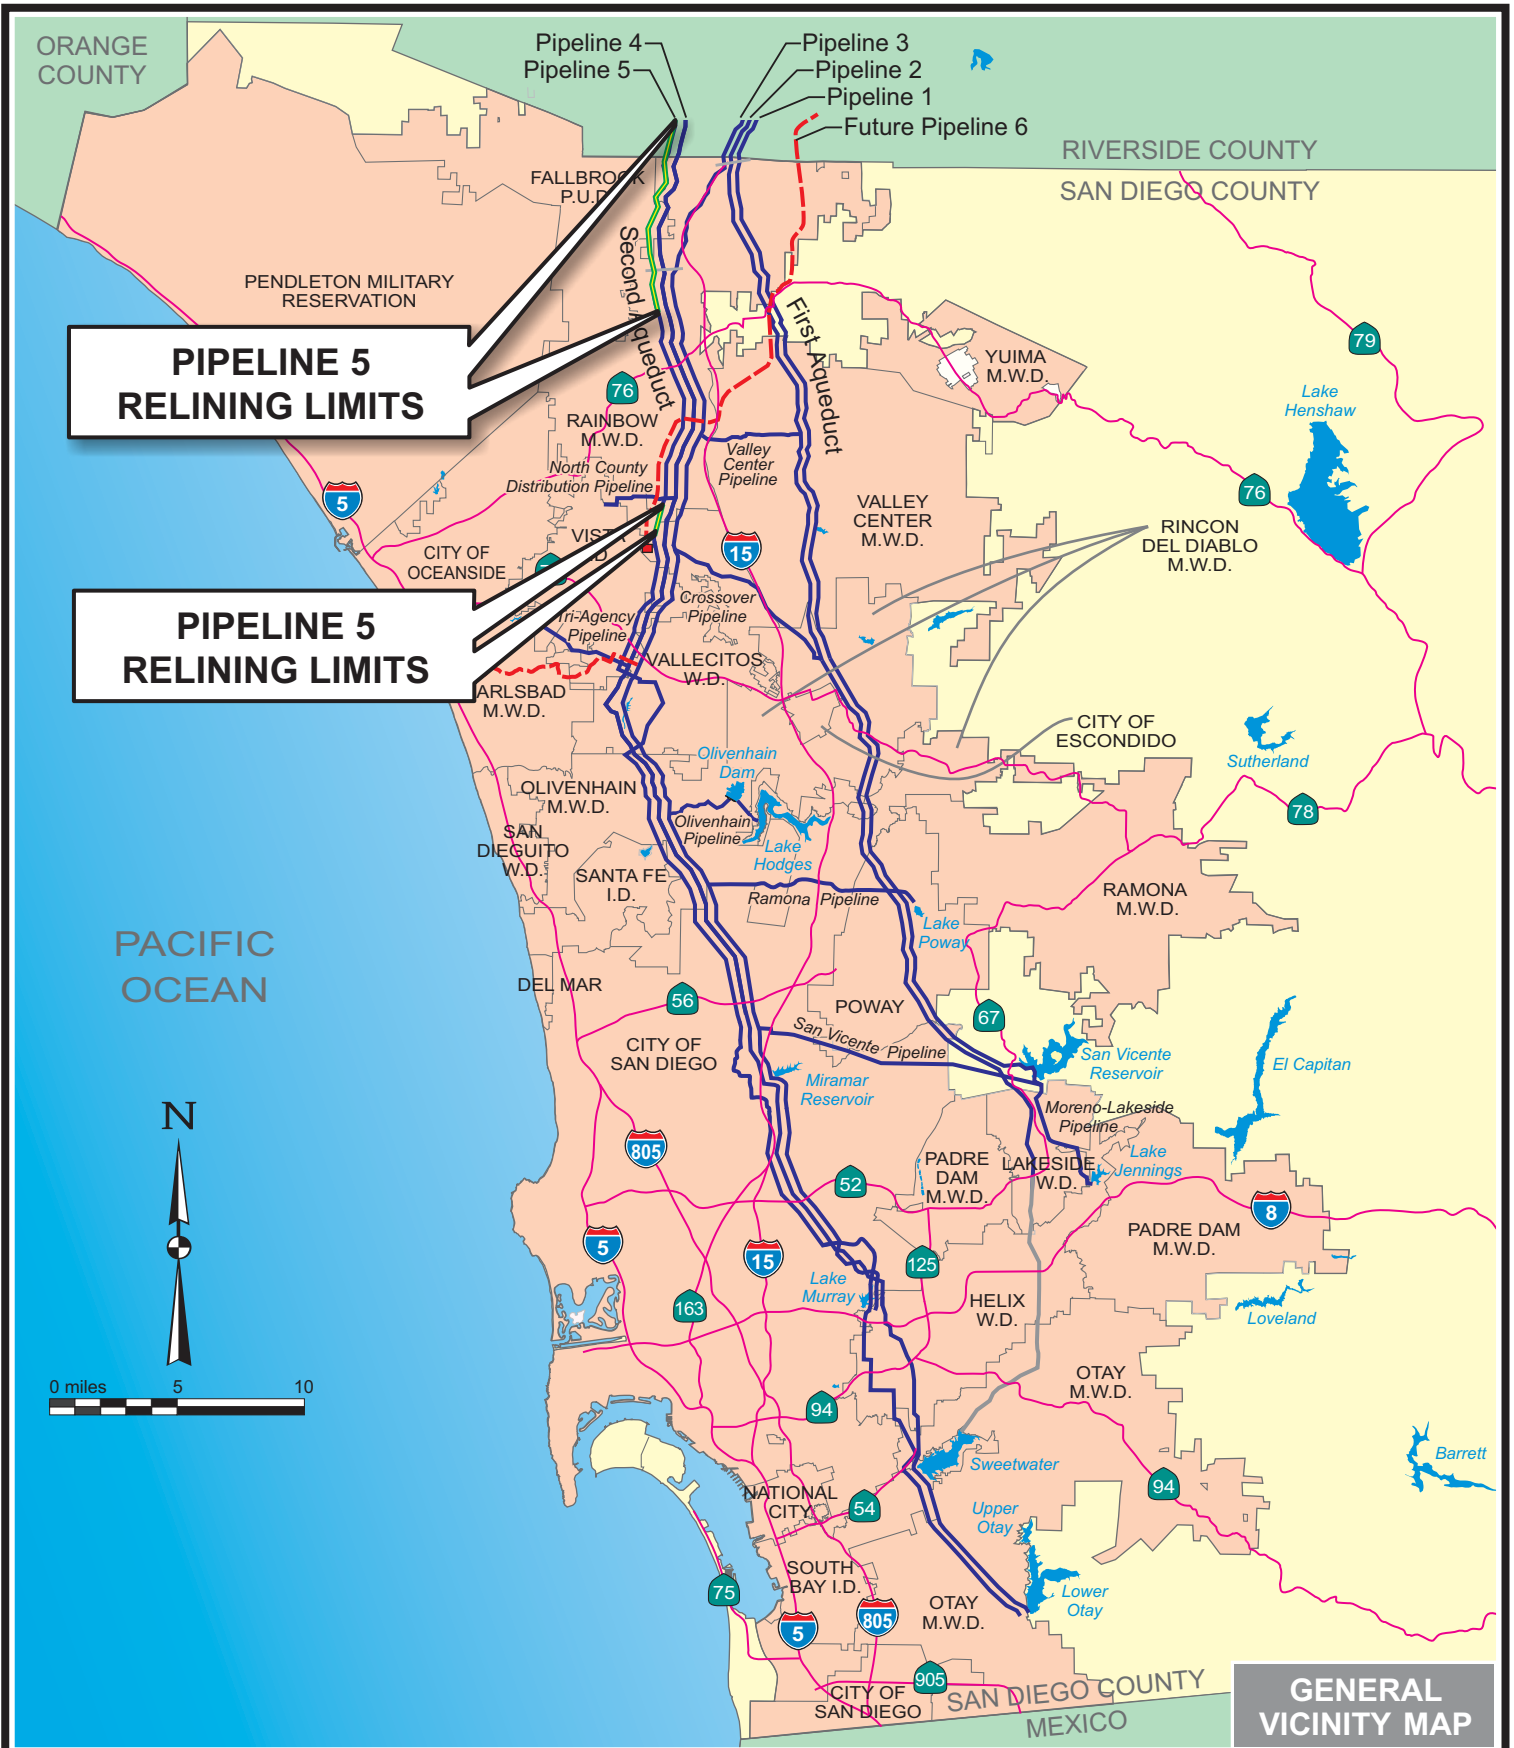 ORANGE
COUNTY
Pipeline 4
Pipeline 5
Pipeline 3
Pipeline 2
Pipeline 1
Future Pipeline 6
RIVERSIDE COUNTY
SAN DIEGO COUNTY
FALLBROOK
P.U.D.
Second Aqueduct
First Aqueduct
PENDLETON MILITARY
RESERVATION
PIPELINE 5
RELINING LIMITS
76
RAINBOW
M.W.D.
YUIMA
M.W.D.
79
Lake
Henshaw
North County
Distribution Pipeline
Valley
Center
Pipeline
5
VALLEY
CENTER
M.W.D.
76
RINCON
DEL DIABLO
M.W.D.
15
VISTA
CITY OF
OCEANSIDE
PIPELINE 5
RELINING LIMITS
Crossover
Pipeline
Tri-Agency
Pipeline
VALLECITOS
W.D.
ARLSBAD
M.W.D.
CITY OF
ESCONDIDO
Sutherland
78
Olivenhain
Dam
OLIVENHAIN
M.W.D.
Olivenhain
Pipeline
Lake
Hodges
SAN
DIEGUITO
W.D.
SANTA FE
I.D.
Ramona Pipeline
RAMONA
M.W.D.
Lake
Poway
PACIFIC
OCEAN
DEL MAR
56
POWAY
67
CITY OF
SAN DIEGO
San Vicente Pipeline
San Vicente
Reservoir
El Capitan
Miramar
Reservoir
Moreno-Lakeside
Pipeline
N
805
52
PADRE
DAM
M.W.D.
LAKESIDE
W.D.
Lake
Jennings
8
PADRE DAM
M.W.D.
5
15
125
Lake
Murray
163
HELIX
W.D.
Loveland
0 miles 5 10
OTAY
M.W.D.
94
Sweetwater
Barrett
94
NATIONAL
CITY
54
Upper
Otay
SOUTH
BAY I.D.
75
Lower
Otay
OTAY
M.W.D.
5
805
905
CITY OF
SAN DIEGO
SAN DIEGO COUNTY
MEXICO
GENERAL
VICINITY MAP